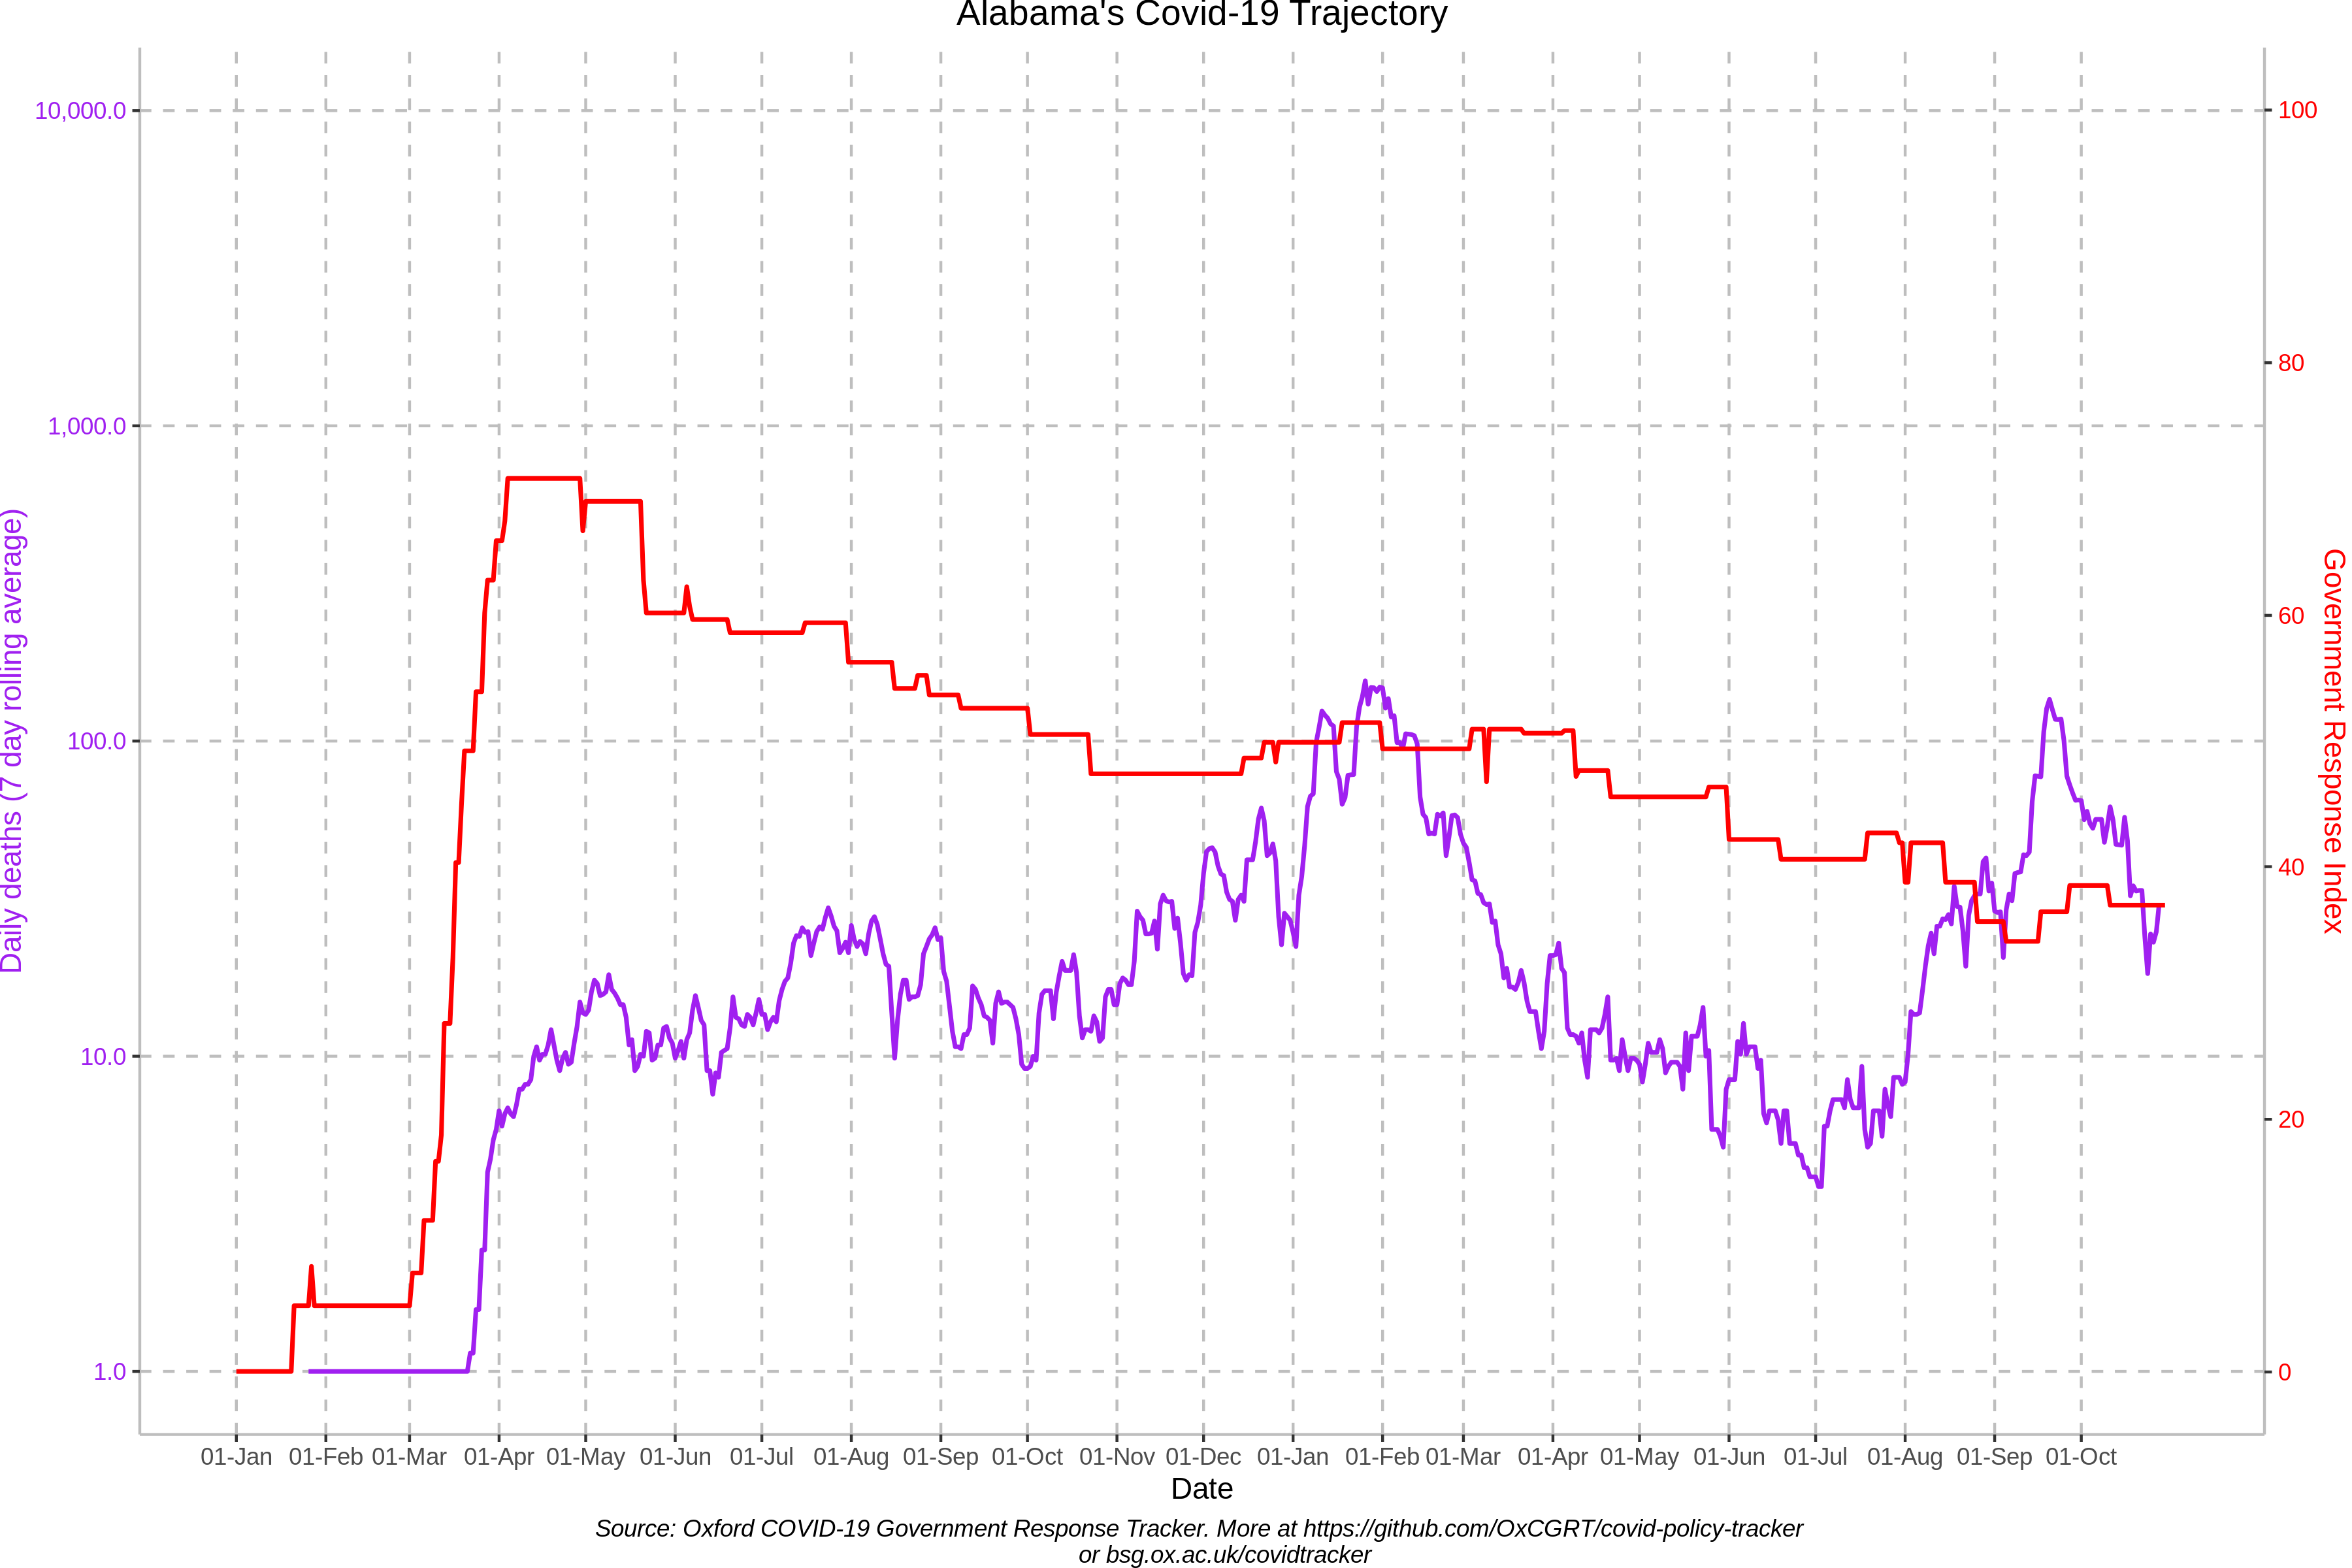 Alabama's Covid-19 Trajectory
10,000.0
1,000.0
100.0
10.0
1.0
Daily deaths (7 day rolling average)
100
80
60
40
20
0
Government Response Index
01-Jan 01-Feb 01-Mar 01-Apr 01-May 01-Jun 01-Jul 01-Aug 01-Sep 01-Oct 01-Nov 01-Dec 01-Jan 01-Feb 01-Mar 01-Apr 01-May 01-Jun 01-Jul 01-Aug 01-Sep 01-Oct
Date
Source: Oxford COVID-19 Government Response Tracker. More at https://github.com/OxCGRT/covid-policy-tracker
or bsg.ox.ac.uk/covidtracker